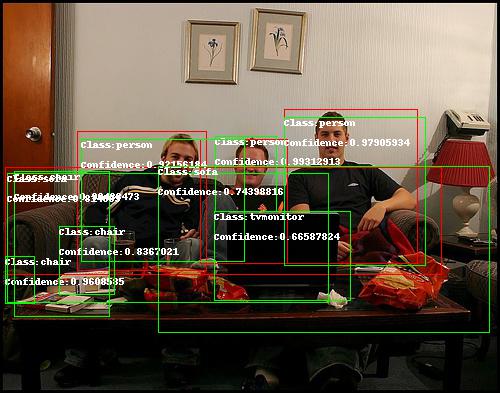 Class:person
Confidence:0.97905934
Class:person
Confidence:0.92156184
Class:person
Confidence:0.99312913
Class:sofa
Confidence:0.74398816
Class:tvmonitor
Confidence:0.66587824
Class:chair
Confidence:0.8367021
Class:chair
Confidence:0.9608535